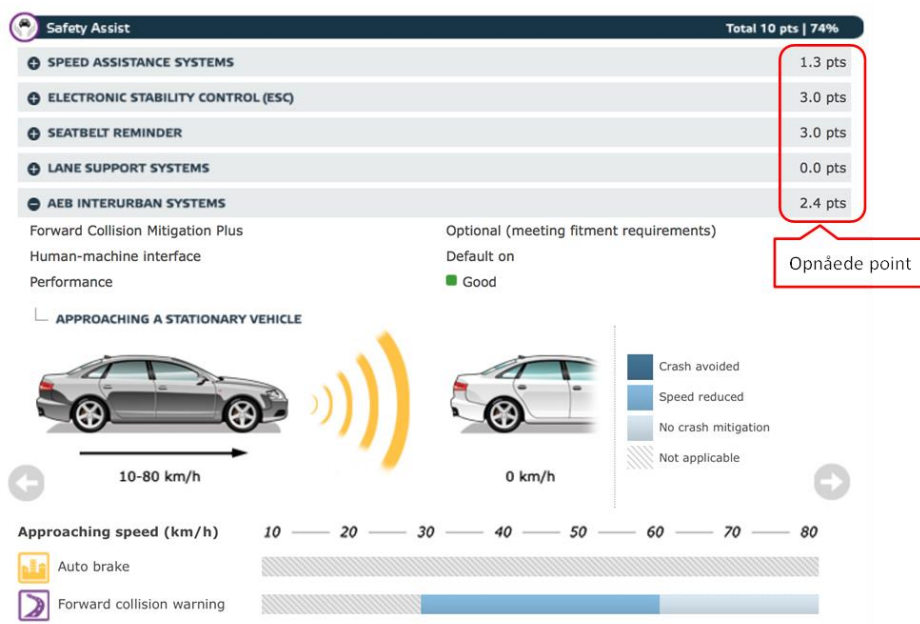 Safety Assist Total 10 pts | 74%
SPEED ASSISTANCE SYSTEMS 1.3 pts
ELECTRONIC STABILITY CONTROL (ESC) 3.0 pts
SEATBELT REMINDER 3.0 pts
LANE SUPPORT SYSTEMS 0.0 pts
AEB INTERURBAN SYSTEMS 2.4 pts
Forward Collision Mitigation Plus Optional (meeting fitment requirements)
Human-machine interface Default on
Opnåede point
Performance Good
APPROACHING A STATIONARY VEHICLE
Crash avoided
Speed reduced
No crash mitigation
Not applicable
10-80 km/h 0 km/h
Approaching speed (km/h) 10 20 30 40 50 60 70 80
Auto brake
Forward collision warning